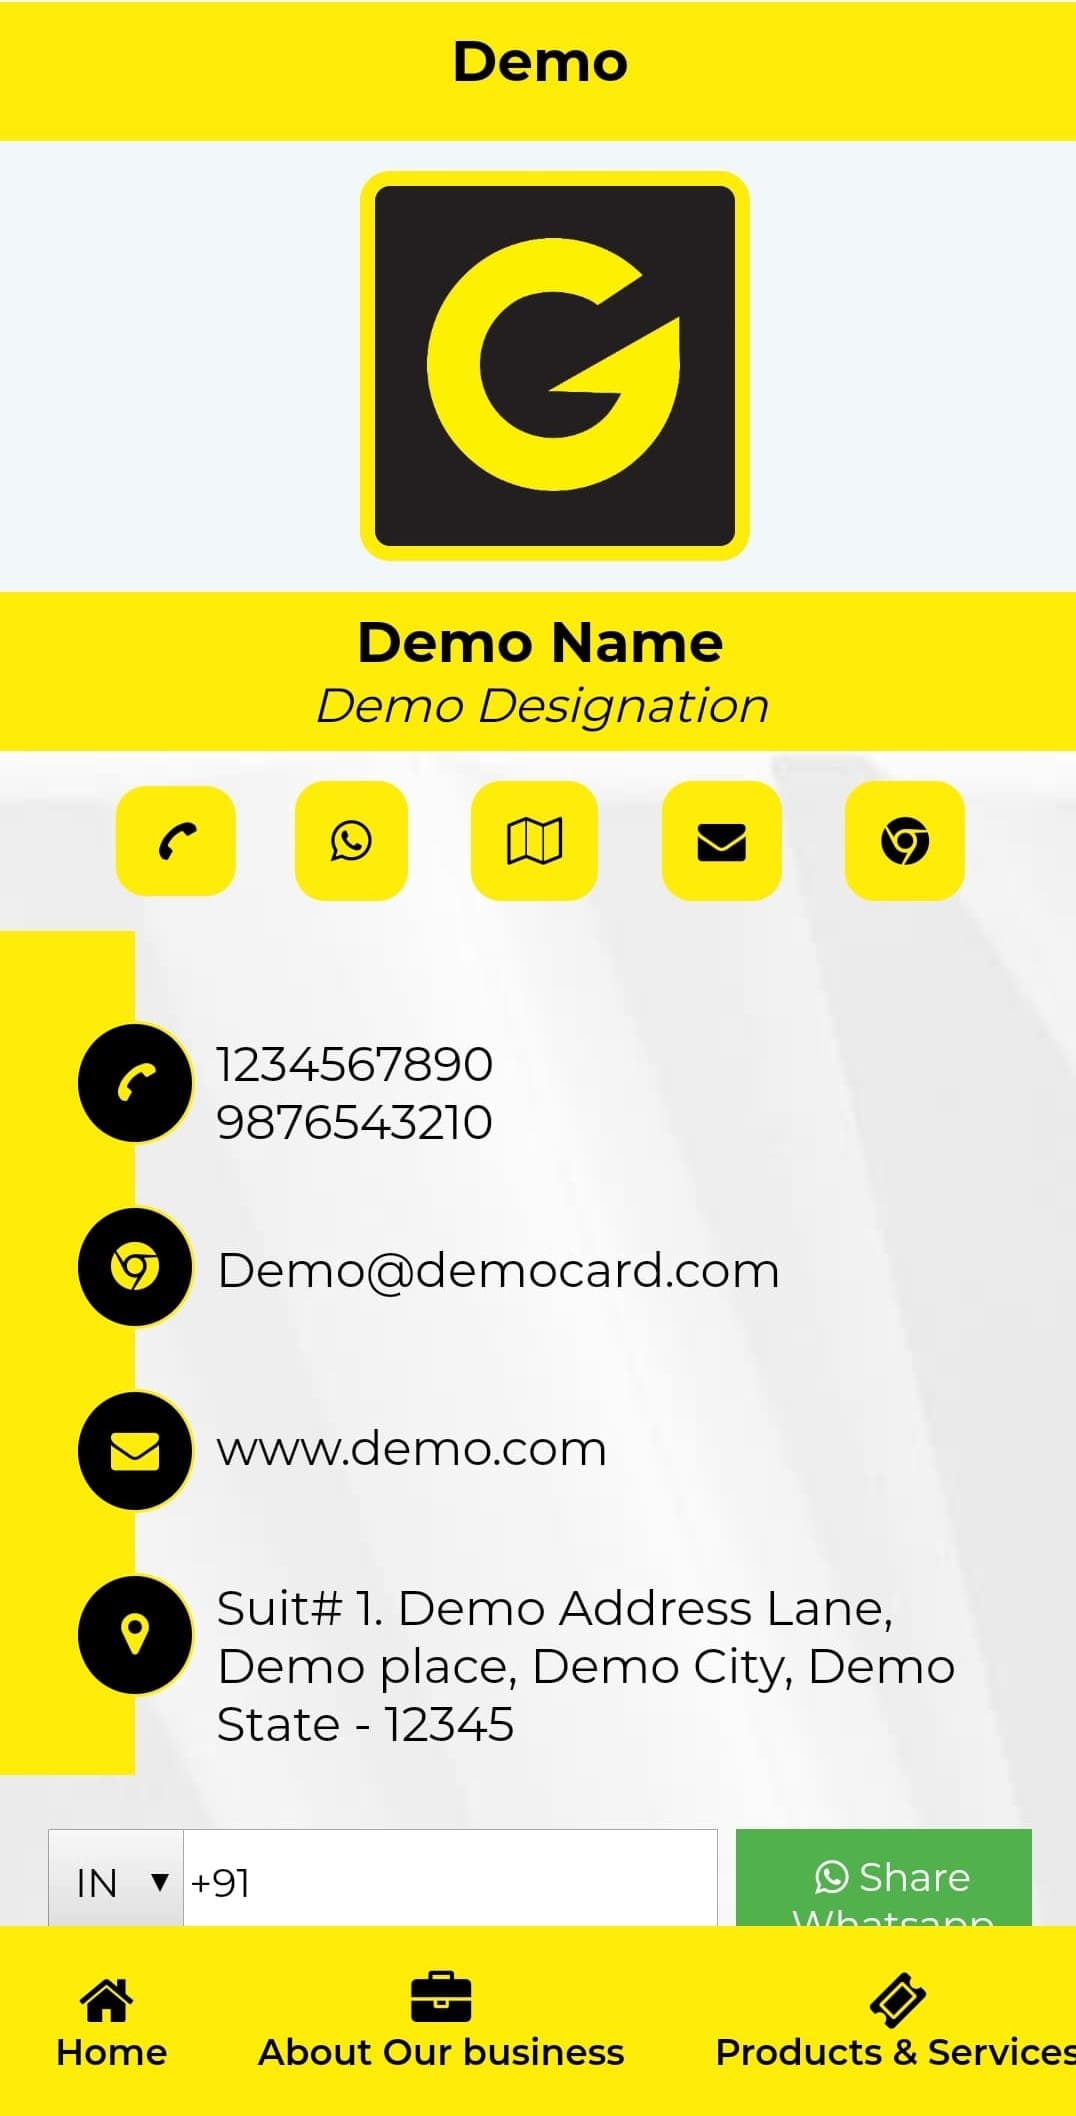 Demo
Demo Name
Demo Designation
1234567890
9876543210
Demo@democard.com
www.demo.com
Suit# 1. Demo Address Lane,
Demo place, Demo City, Demo
State - 12345
IN ▼ +91
Share
Whatsapp
Home
About Our business
Products & Services